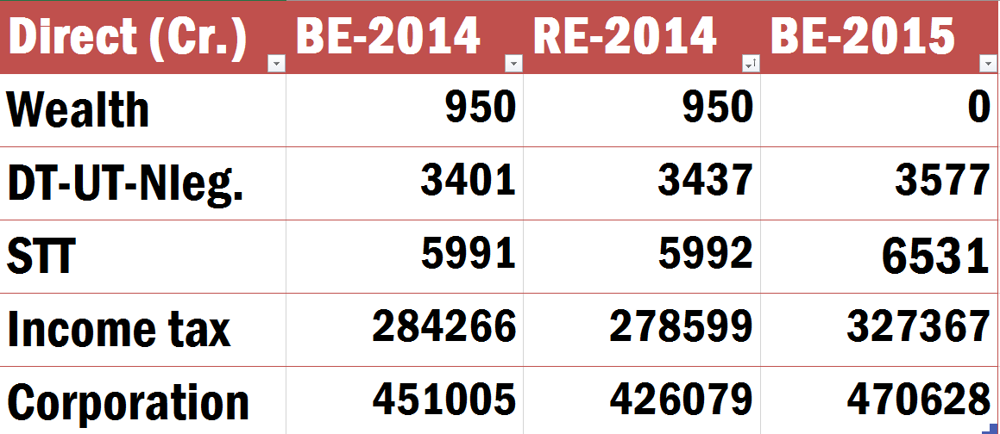 Direct (Cr.) BE-2014 RE-2014 BE-2015
Wealth 950 950 0
DT-UT-Nleg. 3401 3437 3577
STT 5991 5992 6531
Income tax 284266 278599 327367
Corporation 451005 426079 470628